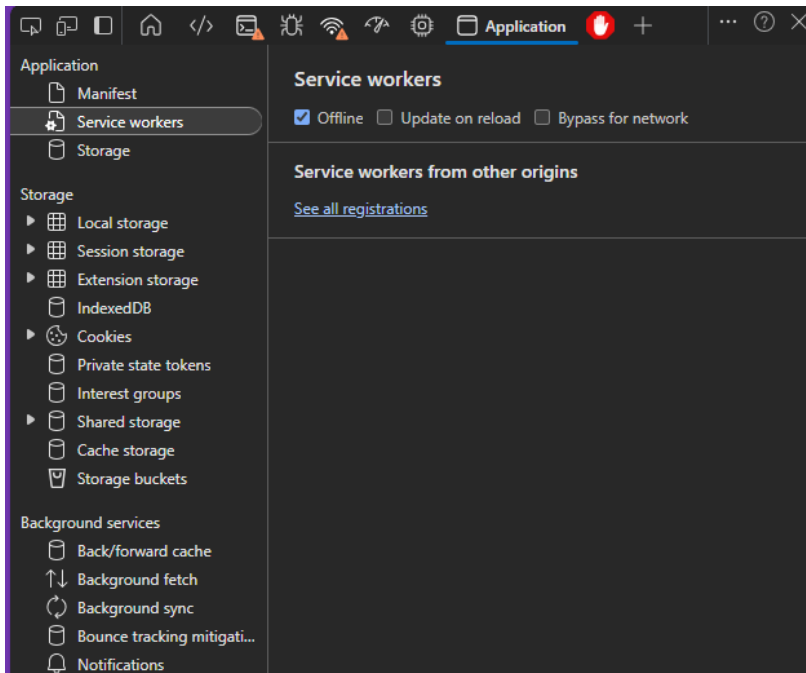 Application
Application
Manifest
Service workers
Storage
Storage
Local storage
Session storage
Extension storage
IndexedDB
Cookies
Private state tokens
Interest groups
Shared storage
Cache storage
Storage buckets
Background services
Back/forward cache
Background fetch
Background sync
Bounce tracking mitigati...
Notifications
Service workers
Offline Update on reload Bypass for network
Service workers from other origins
See all registrations